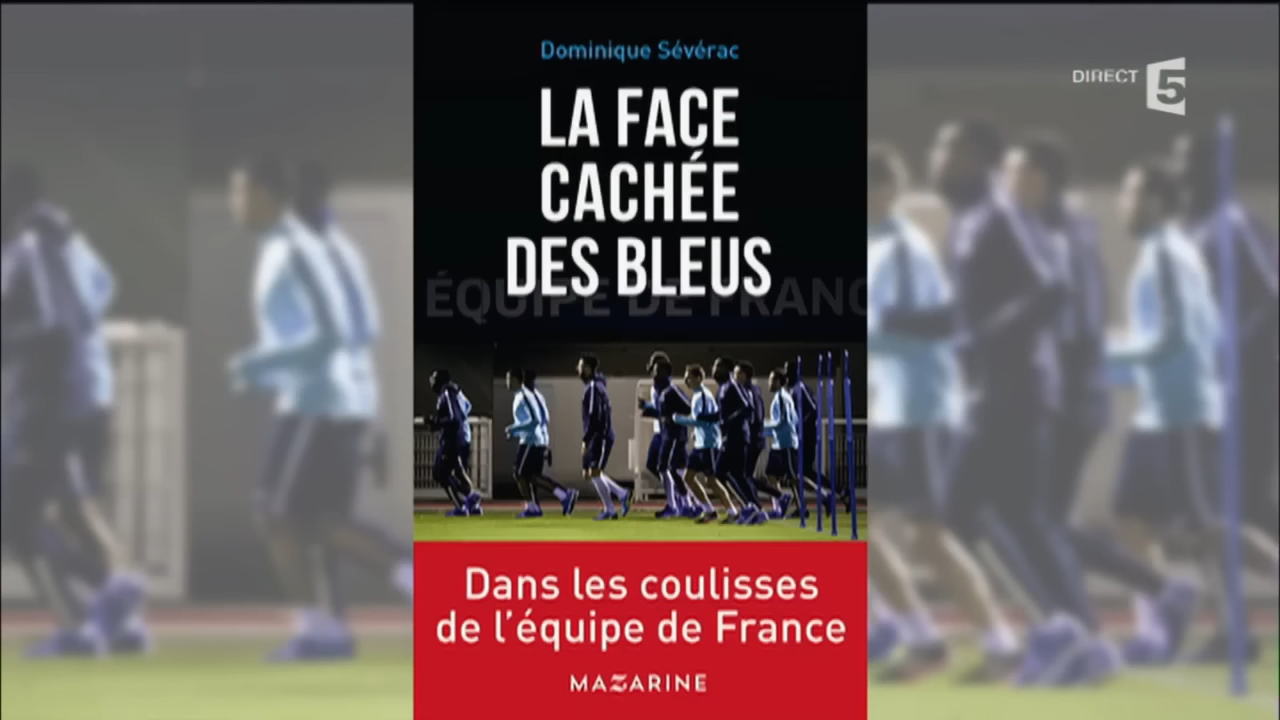 Dominique Sévérac
DIRECT 5
LA FACE
CACHÉE
DES BLEUS
ÉQUIPE DE FRANC
Dans les coulisses
de l'équipe de France
MAZARINE